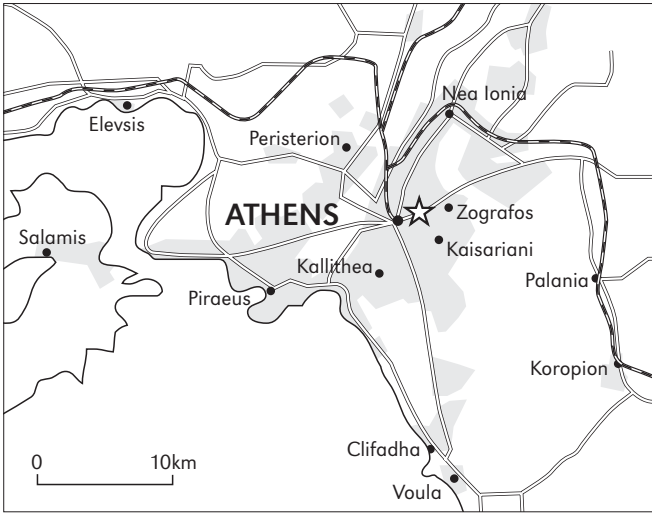 Nea Ionia
Elevsis
Peristerion
ATHENS
Zografos
Salamis
Kaisariani
Kallithea
Palania
Piraeus
Koropion
Clifadha
0 10km
Voula